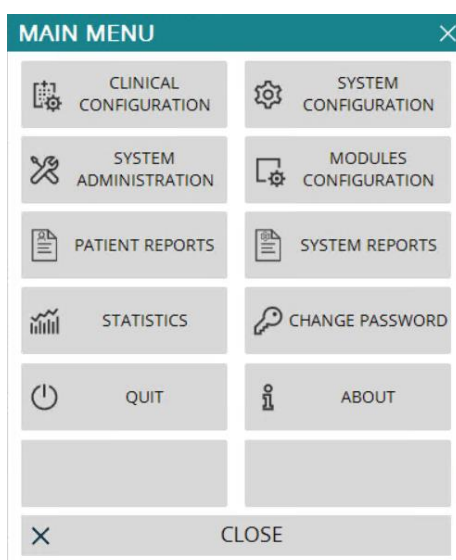 MAIN MENU
CLINICAL
CONFIGURATION
SYSTEM
CONFIGURATION
SYSTEM
ADMINISTRATION
MODULES
CONFIGURATION
PATIENT REPORTS
SYSTEM REPORTS
STATISTICS
CHANGE PASSWORD
QUIT
ABOUT
CLOSE